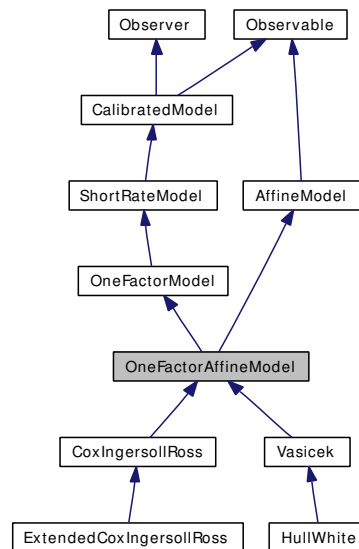 Observer
Observable
CalibratedModel
ShortRateModel
AffineModel
OneFactorModel
OneFactorAffineModel
CoxIngersollRoss
Vasicek
ExtendedCoxIngersollRoss
HullWhite